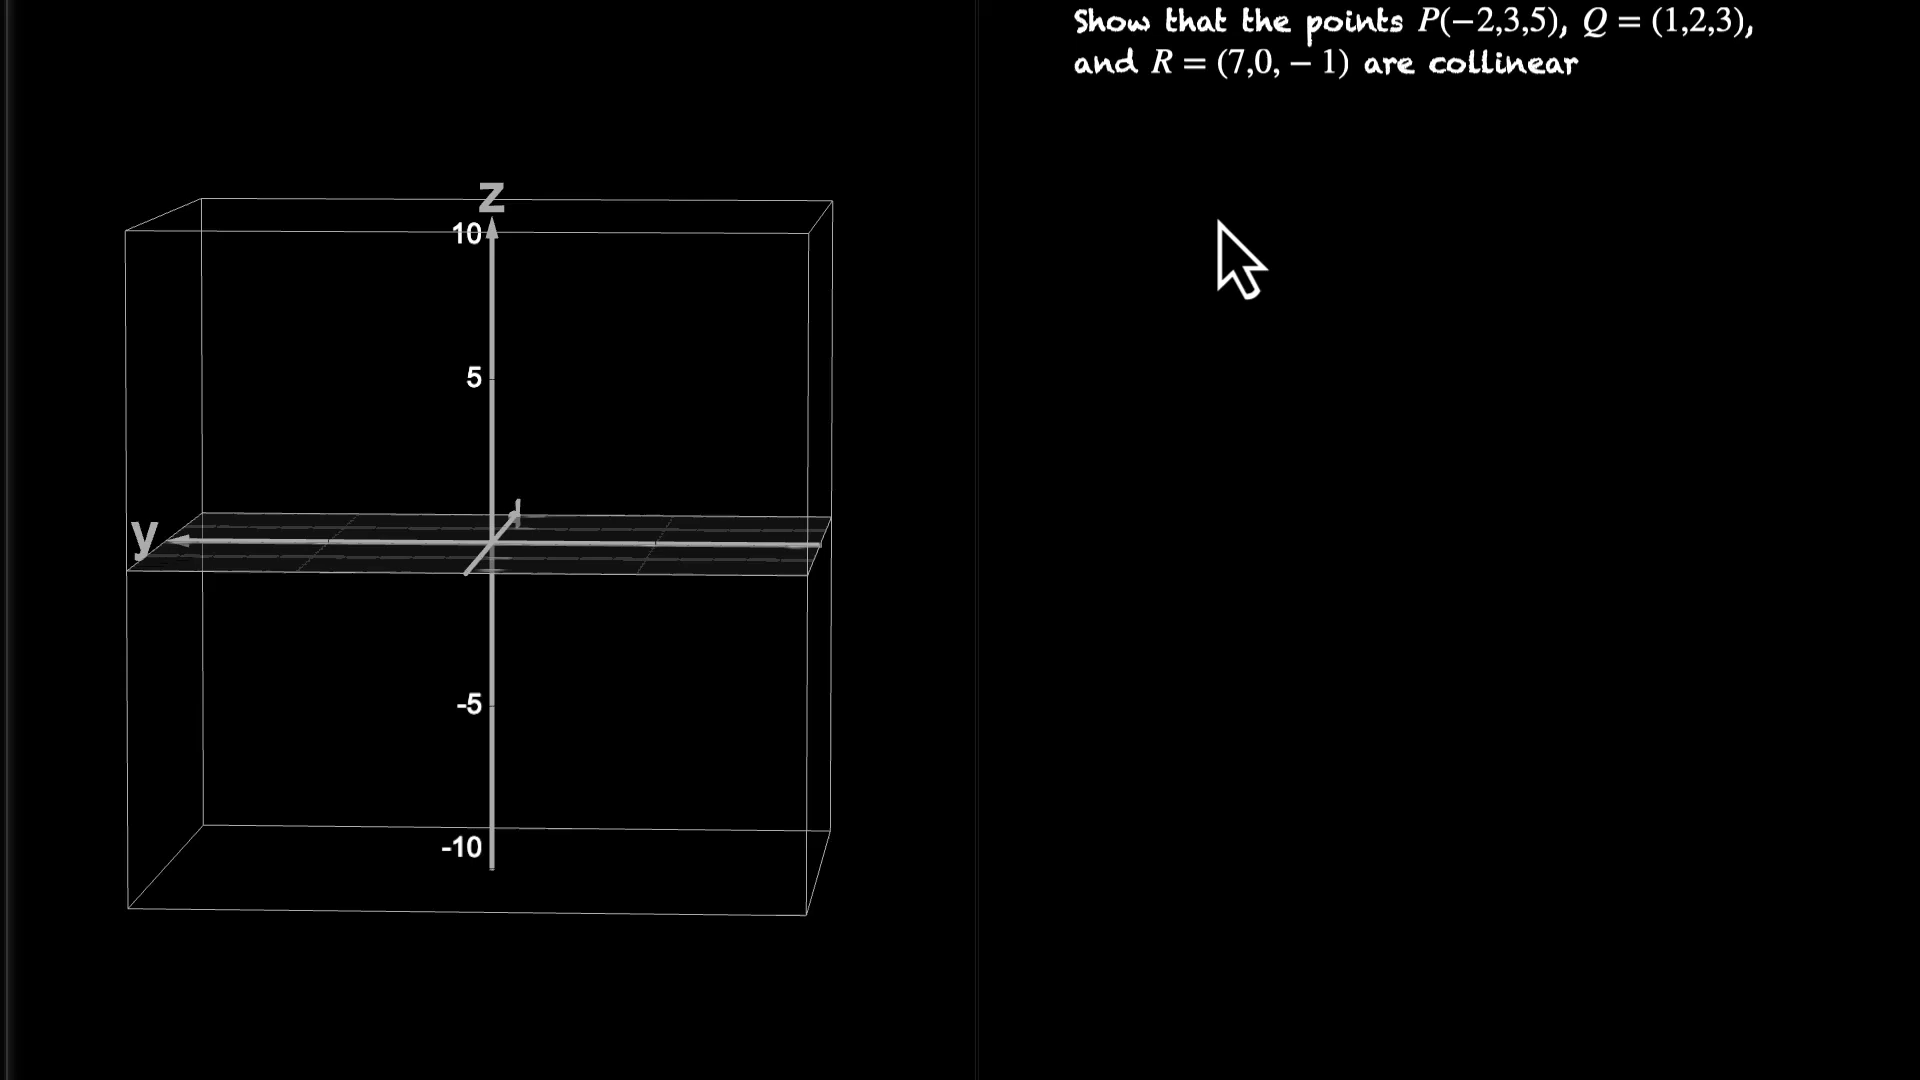 Show that the points P(−2,3,5), Q = (1,2,3),
and R = (7,0, − 1) are collinear
z
10
5
y
-5
-10